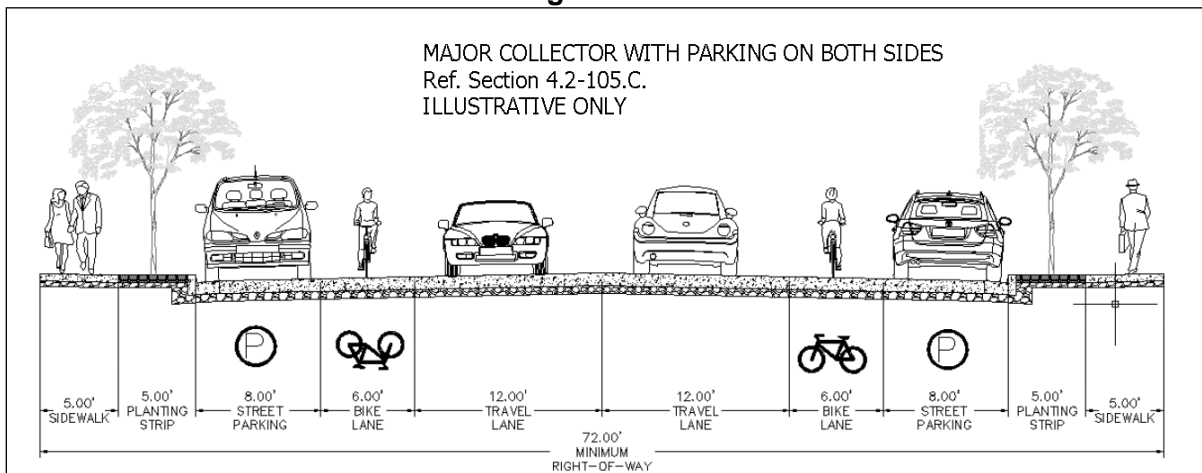 MAJOR COLLECTOR WITH PARKING ON BOTH SIDES
Ref. Section 4.2-105.C.
ILLUSTRATIVE ONLY
P
P
5.00'
SIDEWALK
5.00'
PLANTING
STRIP
8.00'
STREET
PARKING
6.00'
BIKE
LANE
12.00'
TRAVEL
LANE
12.00'
TRAVEL
LANE
6.00'
BIKE
LANE
8.00'
STREET
PARKING
5.00'
PLANTING
STRIP
5.00'
SIDEWALK
72.00'
MINIMUM
RIGHT-OF-WAY